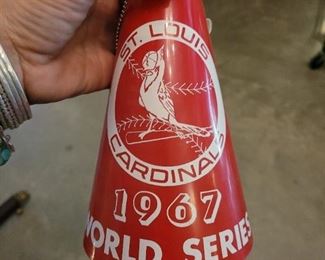 ST. LOUIS
CARDINALS
1967
WORLD SERIES